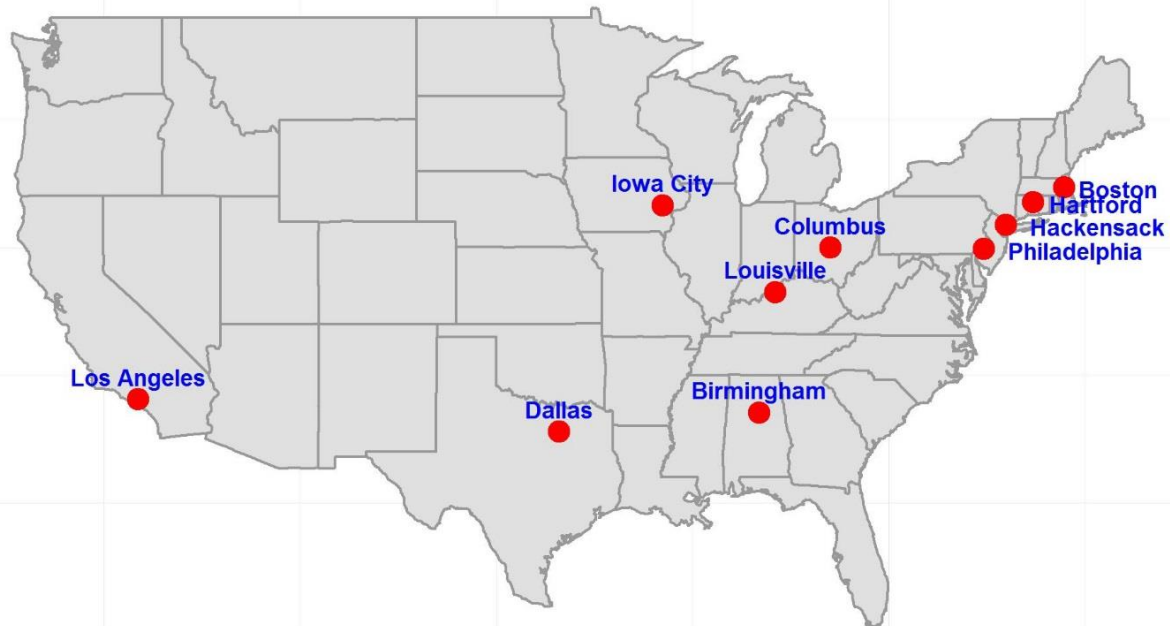 Iowa City
Boston
Hartford
Columbus
Hackensack
Philadelphia
Louisville
Los Angeles
Birmingham
Dallas